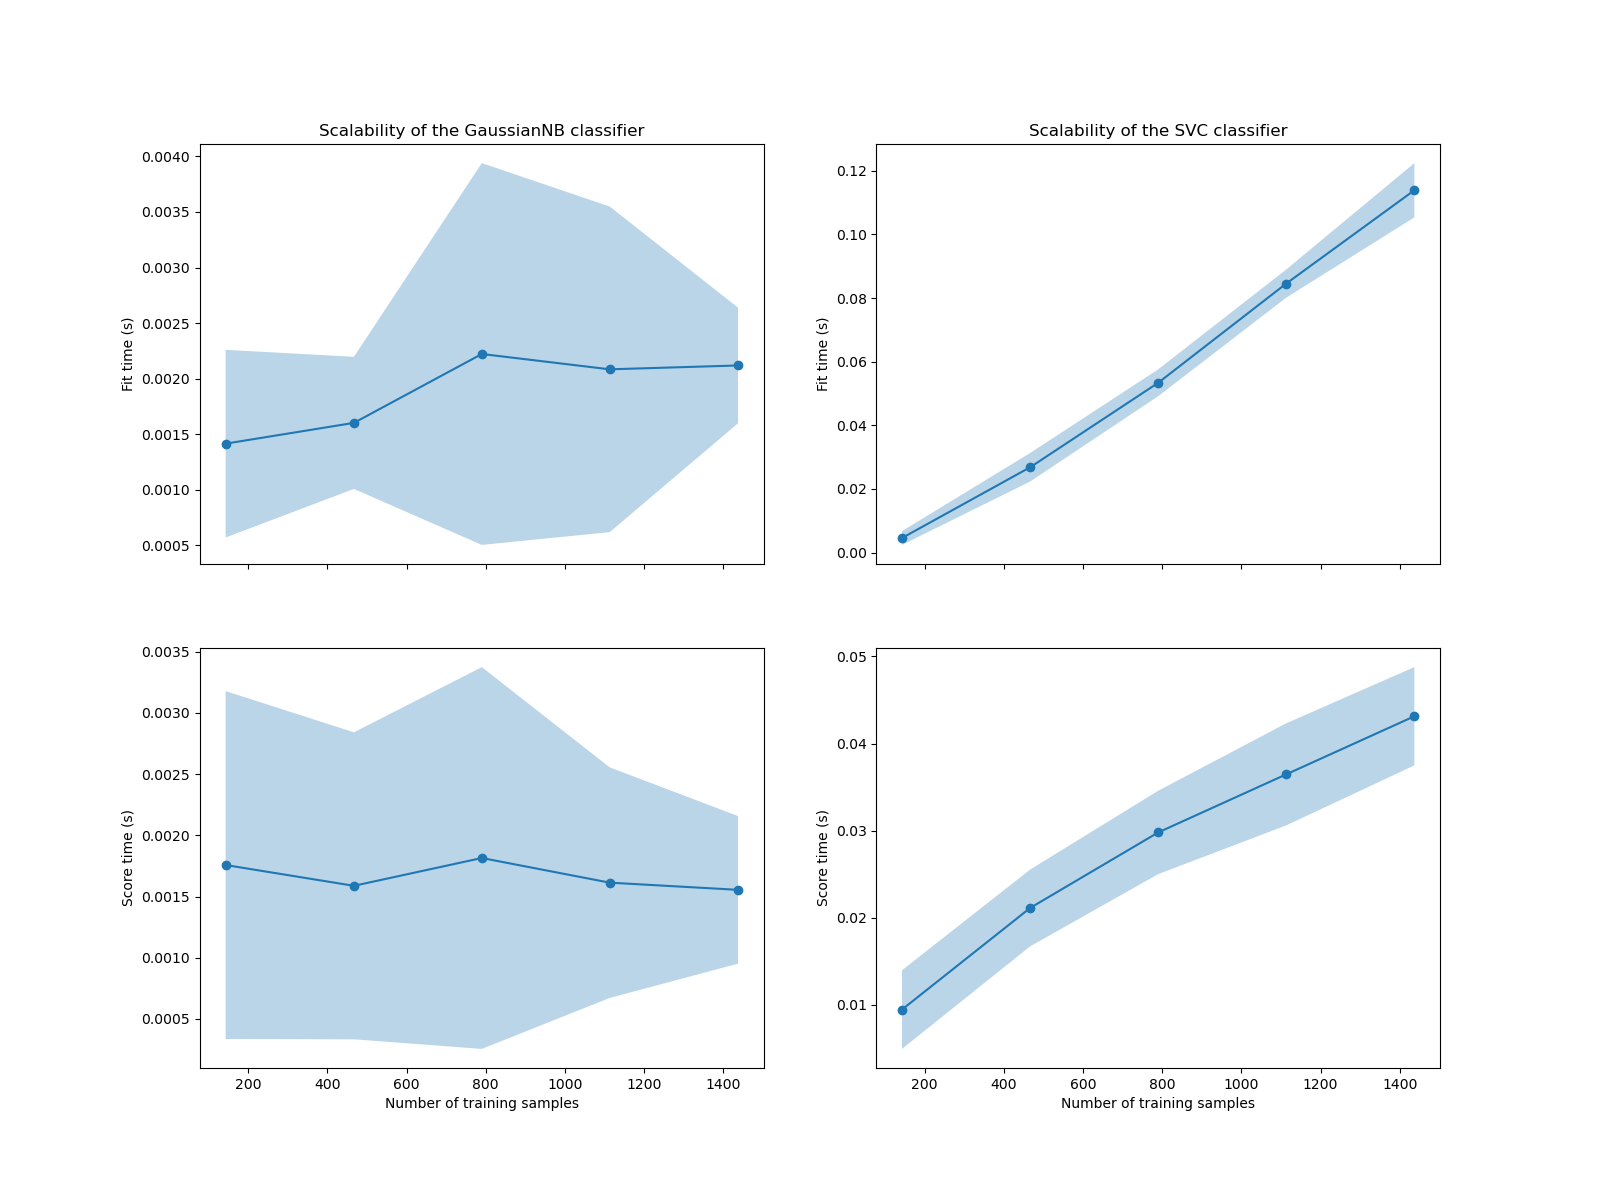 Scalability of the GaussianNB classifier
0.0040
0.0035
0.0030
0.0025
0.0020
0.0015
0.0010
0.0005
Fit time (s)
Scalability of the SVC classifier
0.12
0.10
0.08
0.06
0.04
0.02
0.00
Fit time (s)
0.0035
0.0030
0.0025
0.0020
0.0015
0.0010
0.0005
Score time (s)
200 400 600 800 1000 1200 1400
Number of training samples
0.05
0.04
0.03
0.02
0.01
Score time (s)
200 400 600 800 1000 1200 1400
Number of training samples